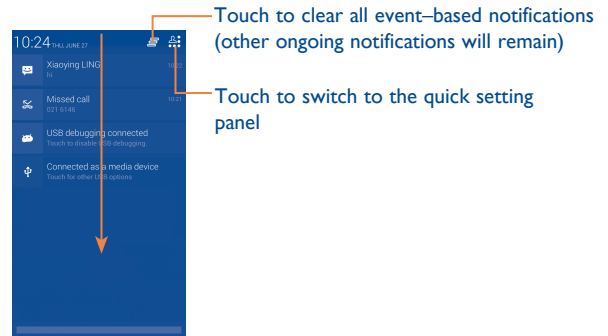 Touch to clear all event–based notifications
(other ongoing notifications will remain)
10:24 THU, JUNE 27
Xiaoying LING
10:22
hi
Touch to switch to the quick setting
panel
Missed call
10:21
021 6146
USB debugging connected
Touch to disable USB debugging.
Connected as a media device
Touch for other USB options